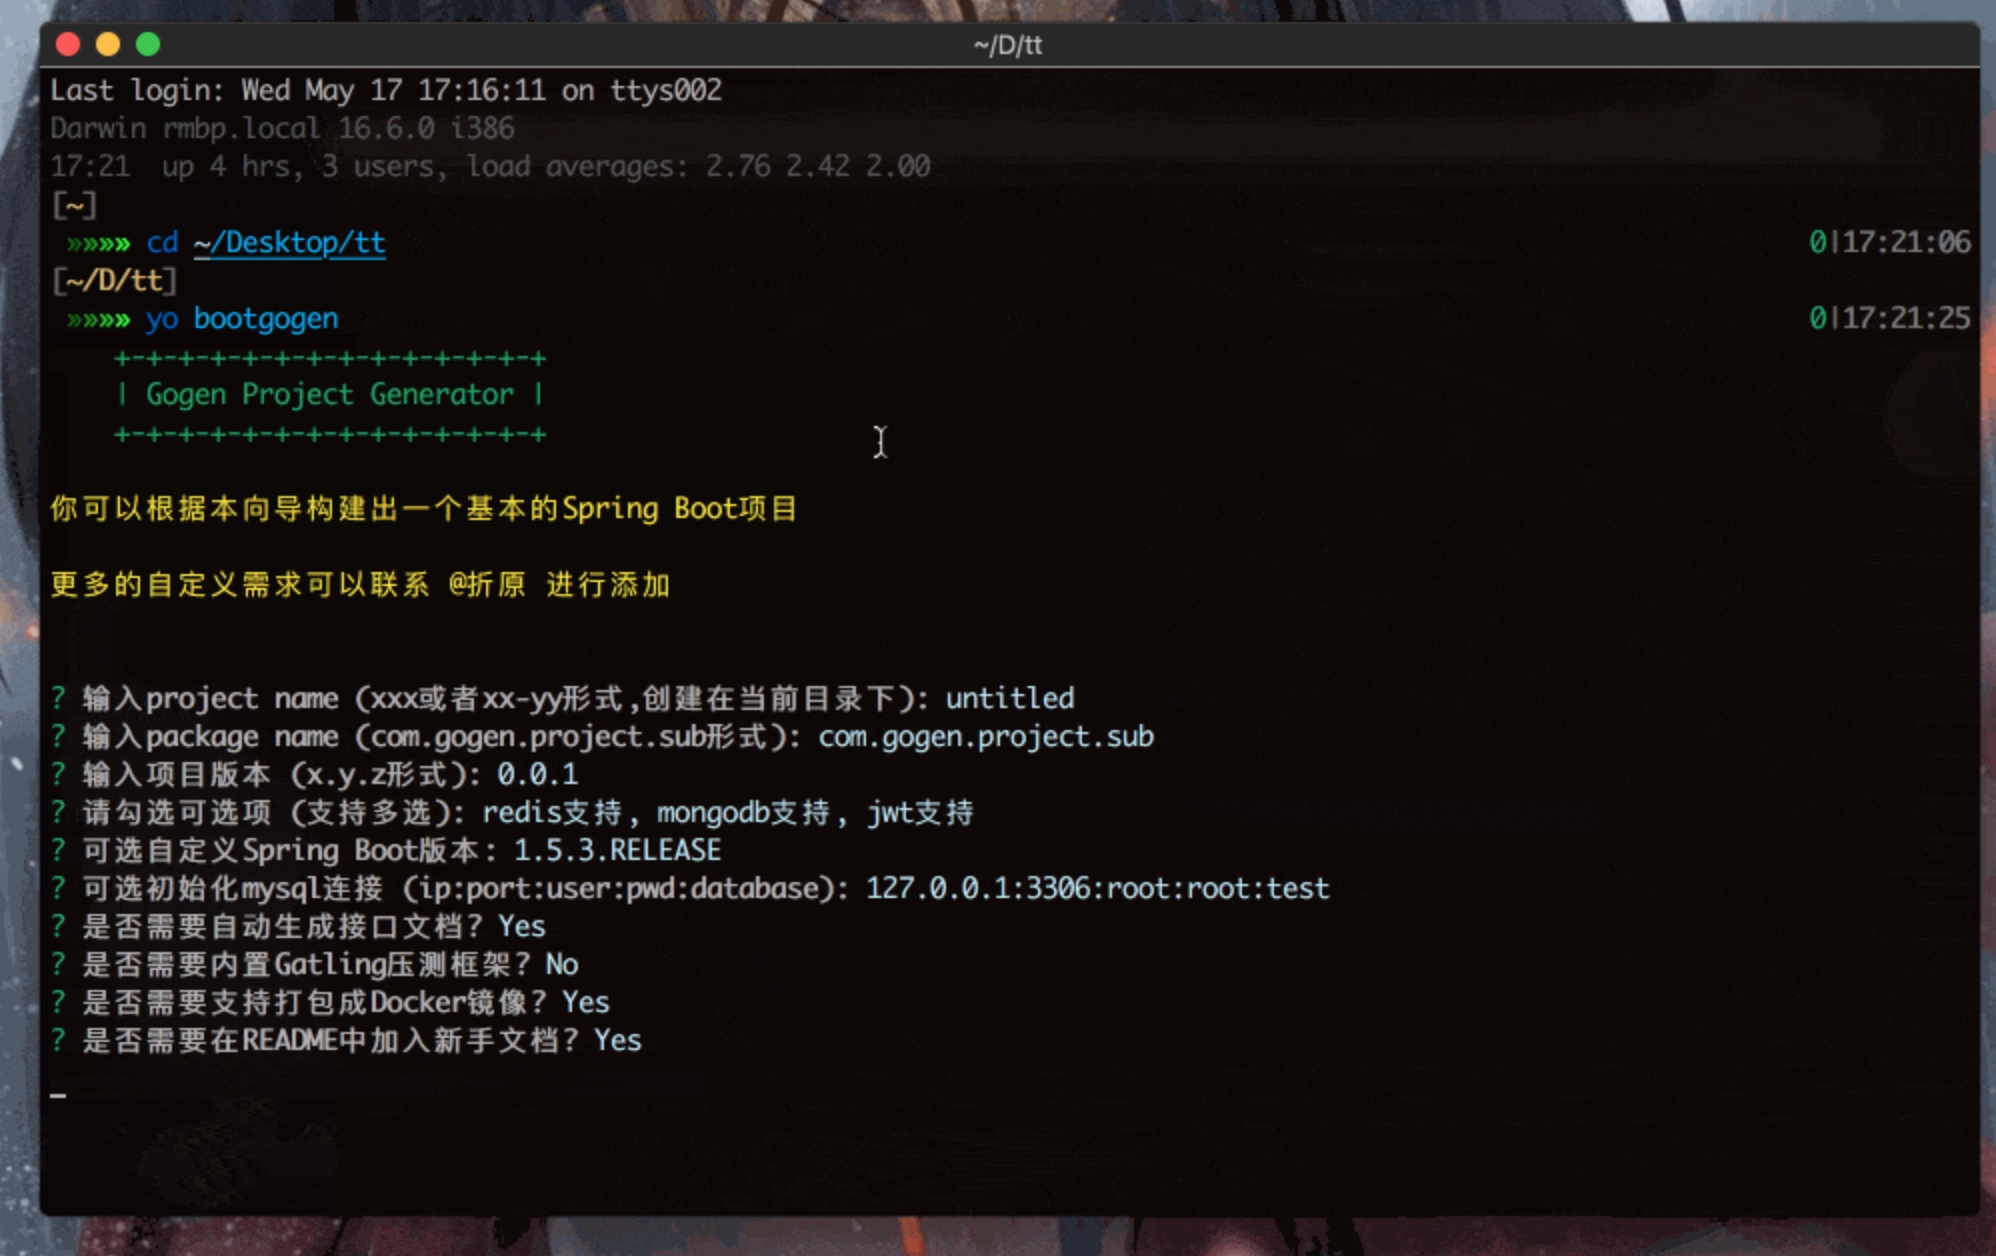 ~/D/tt
Last login: Wed May 17 17:16:11 on ttys002
Darwin rmbp.local 16.6.0 i386
17:21  up 4 hrs, 3 users, load averages: 2.76 2.42 2.00
[~]
»»»» cd ~/Desktop/tt 0|17:21:06
[~/D/tt]
»»»» yo bootgogen 0|17:21:25
+-+-+-+-+-+-+-+-+-+-+-+-+-+
| Gogen Project Generator |
+-+-+-+-+-+-+-+-+-+-+-+-+-+
你可以根据本向导构建出一个基本的Spring Boot项目
更多的自定义需求可以联系 @折原 进行添加
? 输入project name (xxx或者xx-yy形式,创建在当前目录下): untitled
? 输入package name (com.gogen.project.sub形式): com.gogen.project.sub
? 输入项目版本 (x.y.z形式): 0.0.1
? 请勾选可选项 (支持多选): redis支持, mongodb支持, jwt支持
? 可选自定义Spring Boot版本: 1.5.3.RELEASE
? 可选初始化mysql连接 (ip:port:user:pwd:database): 127.0.0.1:3306:root:root:test
? 是否需要自动生成接口文档? Yes
? 是否需要内置Gatling压测框架? No
? 是否需要支持打包成Docker镜像? Yes
? 是否需要在README中加入新手文档? Yes